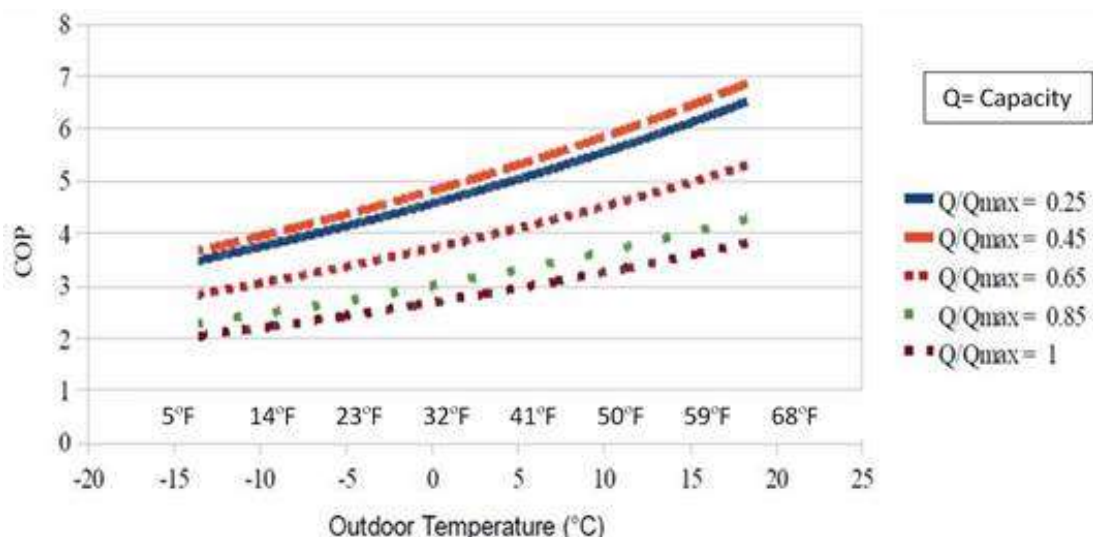 8
7
6
5
4
3
2
1
0
COP
5°F 14°F 23°F 32°F 41°F 50°F 59°F 68°F
-20 -15 -10 -5 0 5 10 15 20 25
Outdoor Temperature (°C)
Q= Capacity
Q/Qmax = 0.25
Q/Qmax = 0.45
Q/Qmax = 0.65
Q/Qmax = 0.85
Q/Qmax = 1